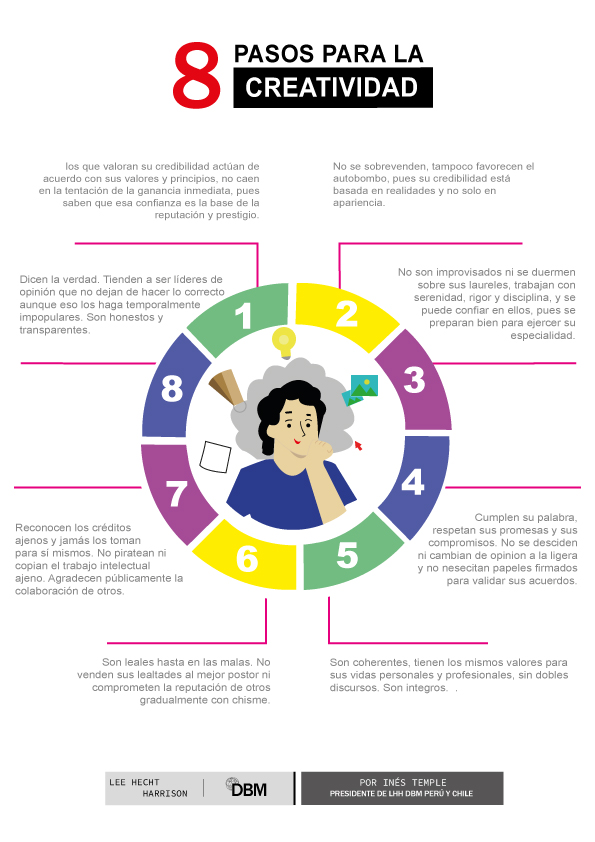 8
PASOS PARA LA
CREATIVIDAD
los que valoran su credibilidad actúan de
acuerdo con sus valores y principios, no caen
en la tentación de la ganancia inmediata, pues
saben que esa confianza es la base de la
reputación y prestigio.
No se sobrevenden, tampoco favorecen el
autobombo, pues su credibilidad está
basada en realidades y no solo en
apariencia.
Dicen la verdad. Tienden a ser líderes de
opinión que no dejan de hacer lo correcto
aunque eso los haga temporalmente
impopulares. Son honestos y
transparentes.
No son improvisados ni se duermen
sobre sus laureles, trabajan con
serenidad, rigor y disciplina, y se
puede confiar en ellos, pues se
preparan bien para ejercer su
especialidad.
1
2
3
4
5
6
7
8
Reconocen los créditos
ajenos y jamás los toman
para sí mismos. No piratean ni
copian el trabajo intelectual
ajeno. Agradecen públicamente la
colaboración de otros.
Cumplen su palabra,
respetan sus promesas y sus
compromisos. No se desciden
ni cambian de opinion a la ligera
y no nesecitan papeles firmados
para validar sus acuerdos.
Son leales hasta en las malas. No
venden sus lealtades al mejor postor ni
comprometen la reputación de otros
gradualmente con chisme.
Son coherentes, tienen los mismos valores para
sus vidas personales y profesionales, sin dobles
discursos. Son integros. .
LEE HECHT
HARRISON
DBM
POR INÉS TEMPLE
PRESIDENTE DE LHH DBM PERÚ Y CHILE